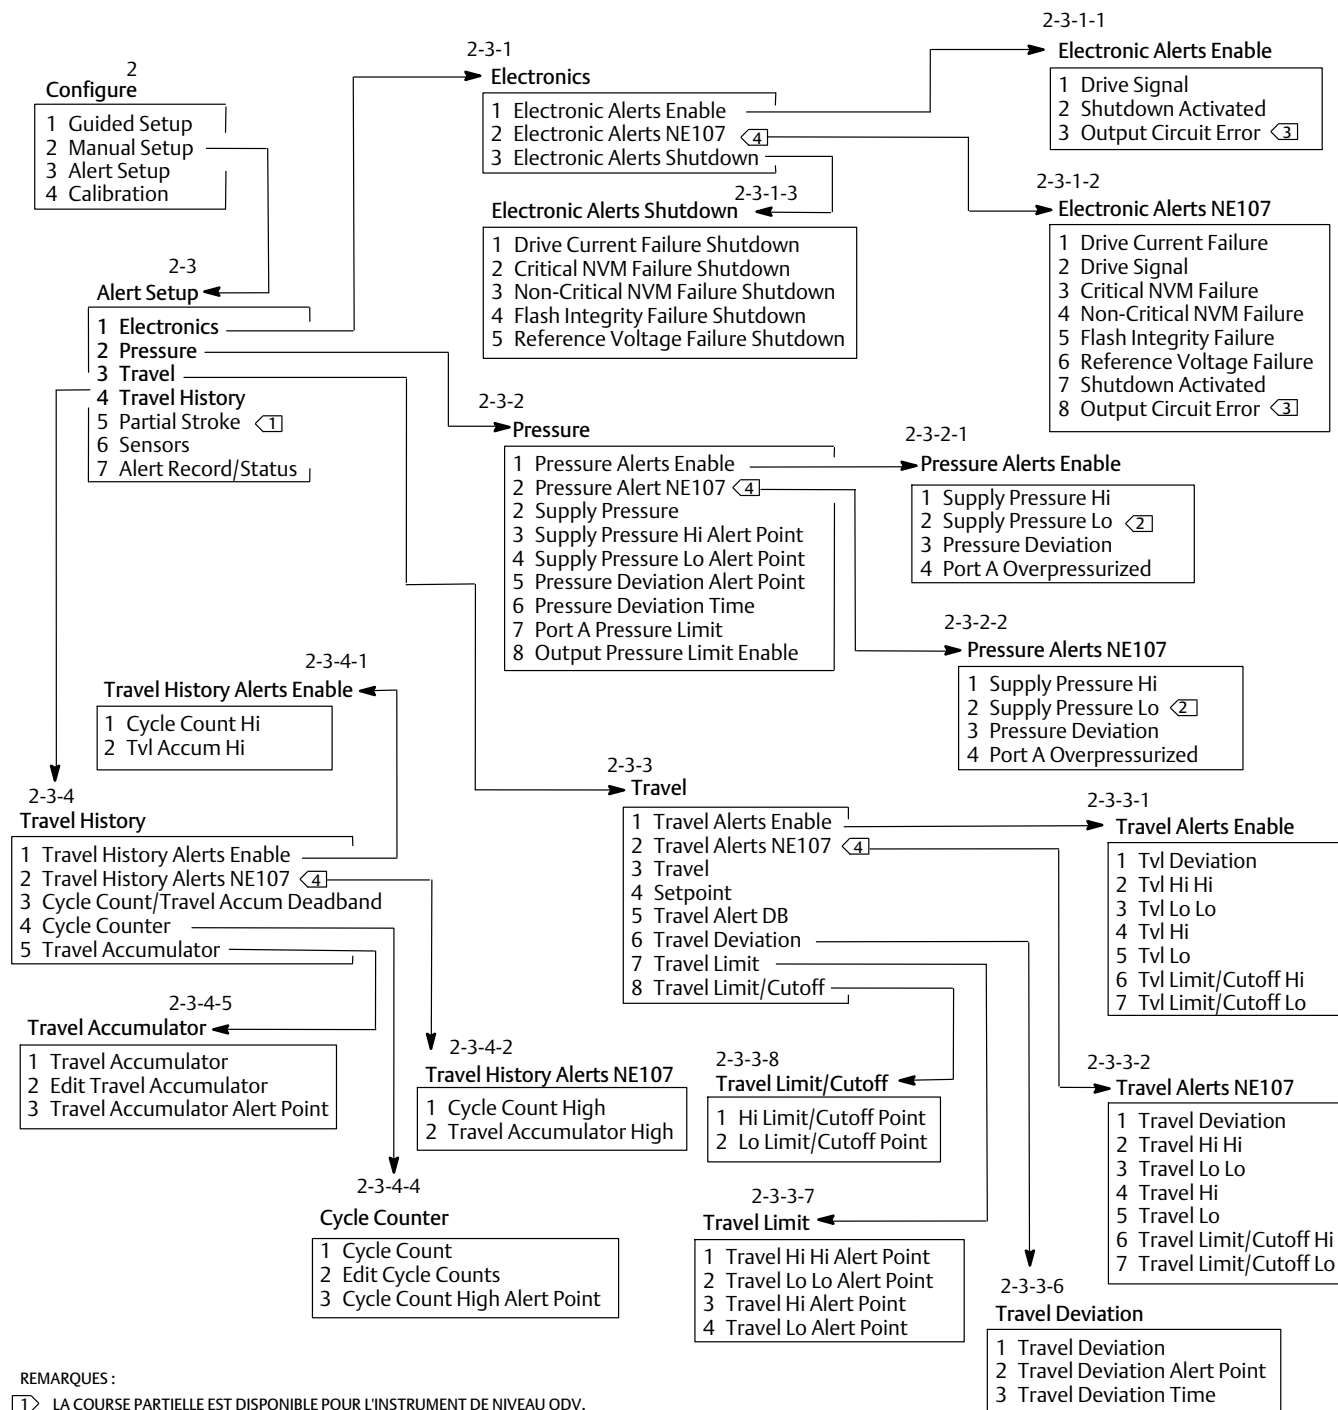 2
Configure
1 Guided Setup
2 Manual Setup
3 Alert Setup
4 Calibration
2-3
Alert Setup
1 Electronics
2 Pressure
3 Travel
4 Travel History
5 Partial Stroke 1
6 Sensors
7 Alert Record/Status
2-3-1
Electronics
1 Electronic Alerts Enable
2 Electronic Alerts NE107 4
3 Electronic Alerts Shutdown
2-3-1-1
Electronic Alerts Enable
1 Drive Signal
2 Shutdown Activated
3 Output Circuit Error 3
2-3-1-3
Electronic Alerts Shutdown
1 Drive Current Failure Shutdown
2 Critical NVM Failure Shutdown
3 Non-Critical NVM Failure Shutdown
4 Flash Integrity Failure Shutdown
5 Reference Voltage Failure Shutdown
2-3-1-2
Electronic Alerts NE107
1 Drive Current Failure
2 Drive Signal
3 Critical NVM Failure
4 Non-Critical NVM Failure
5 Flash Integrity Failure
6 Reference Voltage Failure
7 Shutdown Activated
8 Output Circuit Error 3
2-3-2
Pressure
1 Pressure Alerts Enable
2 Pressure Alert NE107 4
2 Supply Pressure
3 Supply Pressure Hi Alert Point
4 Supply Pressure Lo Alert Point
5 Pressure Deviation Alert Point
6 Pressure Deviation Time
7 Port A Pressure Limit
8 Output Pressure Limit Enable
2-3-2-1
Pressure Alerts Enable
1 Supply Pressure Hi
2 Supply Pressure Lo 2
3 Pressure Deviation
4 Port A Overpressurized
2-3-2-2
Pressure Alerts NE107
1 Supply Pressure Hi
2 Supply Pressure Lo 2
3 Pressure Deviation
4 Port A Overpressurized
2-3-4-1
Travel History Alerts Enable
1 Cycle Count Hi
2 Tvl Accum Hi
2-3-4
Travel History
1 Travel History Alerts Enable
2 Travel History Alerts NE107 4
3 Cycle Count/Travel Accum Deadband
4 Cycle Counter
5 Travel Accumulator
2-3-3
Travel
1 Travel Alerts Enable
2 Travel Alerts NE107 4
3 Travel
4 Setpoint
5 Travel Alert DB
6 Travel Deviation
7 Travel Limit
8 Travel Limit/Cutoff
2-3-3-1
Travel Alerts Enable
1 Tvl Deviation
2 Tvl Hi Hi
3 Tvl Lo Lo
4 Tvl Hi
5 Tvl Lo
6 Tvl Limit/Cutoff Hi
7 Tvl Limit/Cutoff Lo
2-3-4-5
Travel Accumulator
1 Travel Accumulator
2 Edit Travel Accumulator
3 Travel Accumulator Alert Point
2-3-4-2
Travel History Alerts NE107
1 Cycle Count High
2 Travel Accumulator High
2-3-3-8
Travel Limit/Cutoff
1 Hi Limit/Cutoff Point
2 Lo Limit/Cutoff Point
2-3-3-2
Travel Alerts NE107
1 Travel Deviation
2 Travel Hi Hi
3 Travel Lo Lo
4 Travel Hi
5 Travel Lo
6 Travel Limit/Cutoff Hi
7 Travel Limit/Cutoff Lo
2-3-4-4
Cycle Counter
1 Cycle Count
2 Edit Cycle Counts
3 Cycle Count High Alert Point
2-3-3-7
Travel Limit
1 Travel Hi Hi Alert Point
2 Travel Lo Lo Alert Point
3 Travel Hi Alert Point
4 Travel Lo Alert Point
2-3-3-6
Travel Deviation
1 Travel Deviation
2 Travel Deviation Alert Point
3 Travel Deviation Time
REMARQUES :
1 LA COURSE PARTIELLE EST DISPONIBLE POUR L'INSTRUMENT DE NIVEAU ODV.